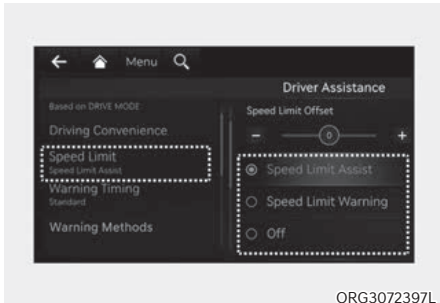 Menu
Driver Assistance
Based on DRIVE MODE
Driving Convenience
Speed Limit
Speed Limit Assist
Warning Timing
Standard
Warning Methods
Speed Limit Offset
- 0 +
Speed Limit Assist
Speed Limit Warning
Off
ORG3072397L